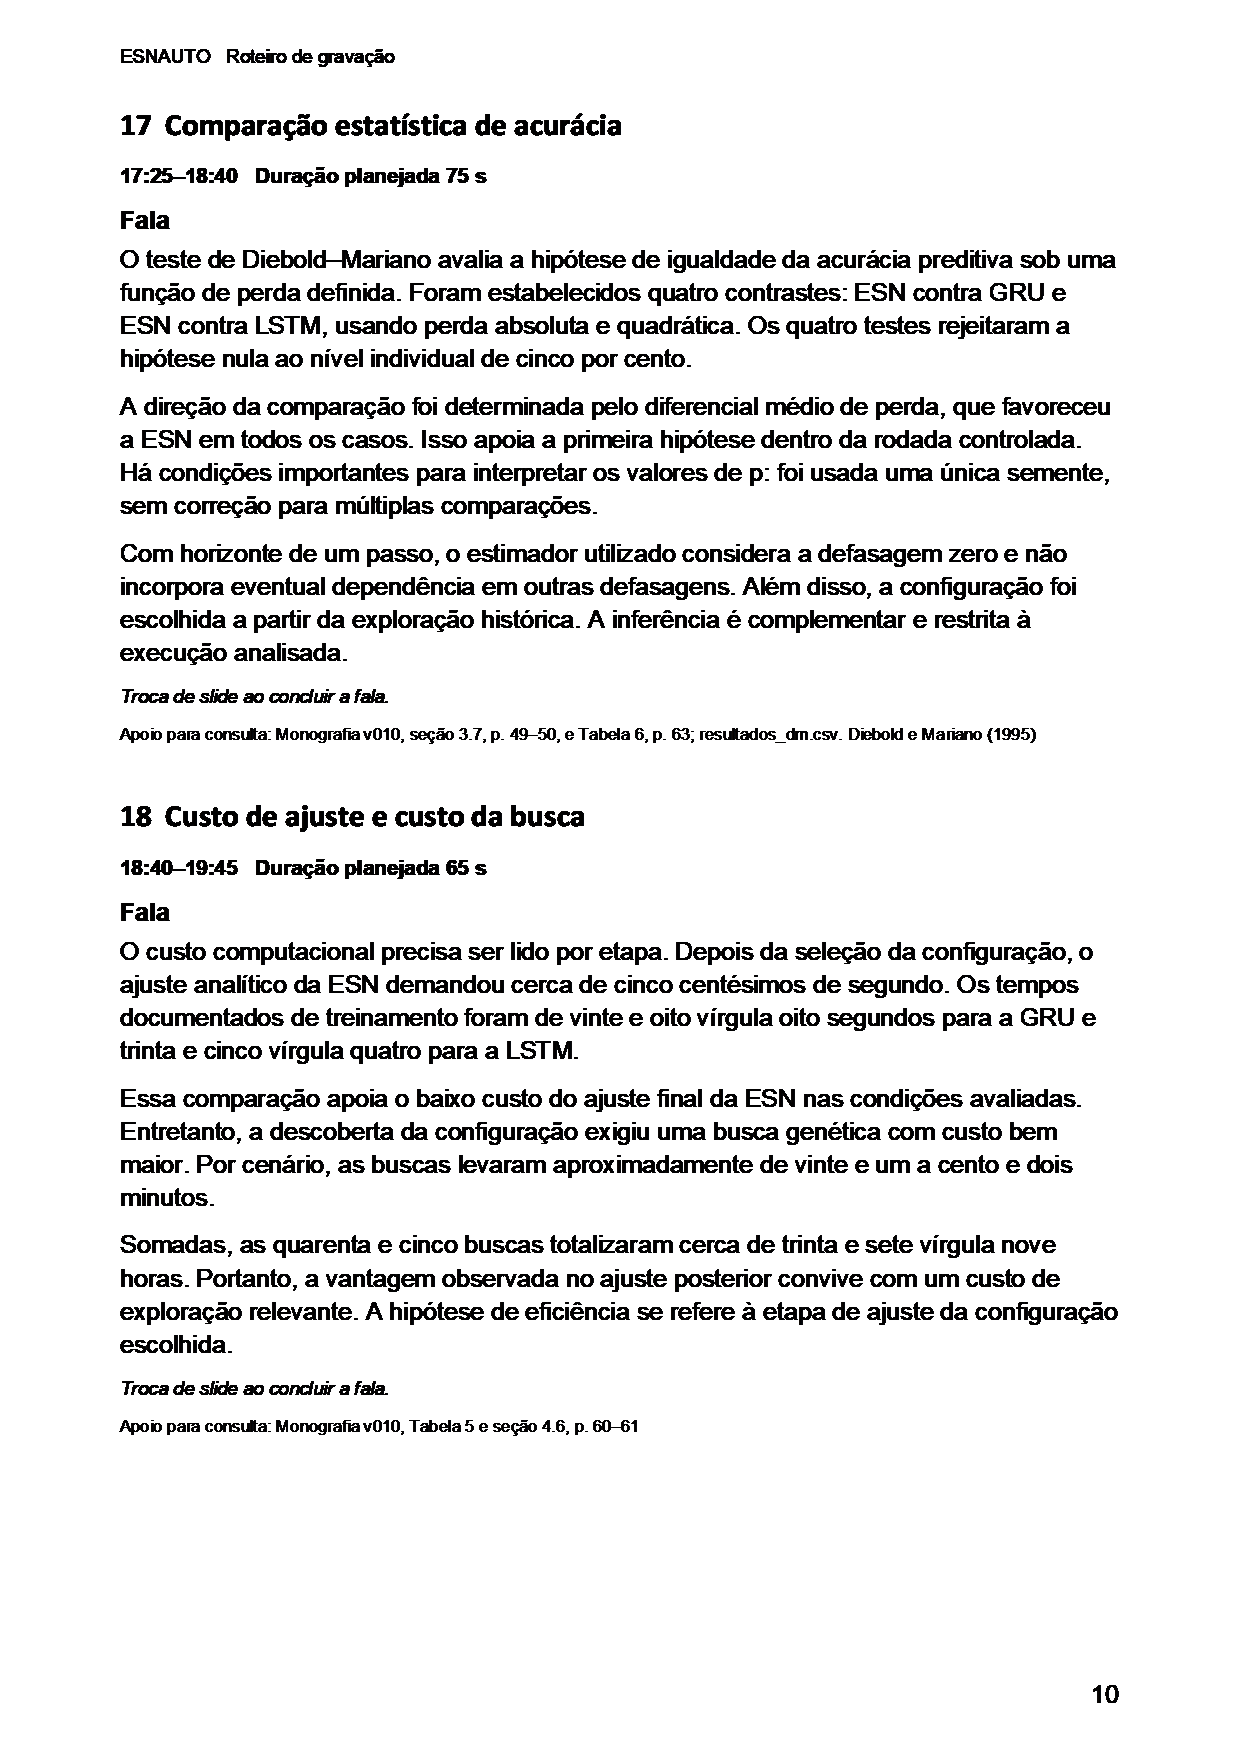 ESNAUTO Roteiro de gravação
17 Comparação estatística de acurácia
17:25–18:40 Duração planejada 75 s
Fala
O teste de Diebold–Mariano avalia a hipótese de igualdade da acurácia preditiva sob uma
função de perda definida. Foram estabelecidos quatro contrastes: ESN contra GRU e
ESN contra LSTM, usando perda absoluta e quadrática. Os quatro testes rejeitaram a
hipótese nula ao nível individual de cinco por cento.
A direção da comparação foi determinada pelo diferencial médio de perda, que favoreceu
a ESN em todos os casos. Isso apoia a primeira hipótese dentro da rodada controlada.
Há condições importantes para interpretar os valores de p: foi usada uma única semente,
sem correção para múltiplas comparações.
Com horizonte de um passo, o estimador utilizado considera a defasagem zero e não
incorpora eventual dependência em outras defasagens. Além disso, a configuração foi
escolhida a partir da exploração histórica. A inferência é complementar e restrita à
execução analisada.
Troca de slide ao concluir a fala.
Apoio para consulta: Monografia v010, seção 3.7, p. 49–50, e Tabela 6, p. 63; resultados_dm.csv. Diebold e Mariano (1995)
18 Custo de ajuste e custo da busca
18:40–19:45 Duração planejada 65 s
Fala
O custo computacional precisa ser lido por etapa. Depois da seleção da configuração, o
ajuste analítico da ESN demandou cerca de cinco centésimos de segundo. Os tempos
documentados de treinamento foram de vinte e oito vírgula oito segundos para a GRU e
trinta e cinco vírgula quatro para a LSTM.
Essa comparação apoia o baixo custo do ajuste final da ESN nas condições avaliadas.
Entretanto, a descoberta da configuração exigiu uma busca genética com custo bem
maior. Por cenário, as buscas levaram aproximadamente de vinte e um a cento e dois
minutos.
Somadas, as quarenta e cinco buscas totalizaram cerca de trinta e sete vírgula nove
horas. Portanto, a vantagem observada no ajuste posterior convive com um custo de
exploração relevante. A hipótese de eficiência se refere à etapa de ajuste da configuração
escolhida.
Troca de slide ao concluir a fala.
Apoio para consulta: Monografia v010, Tabela 5 e seção 4.6, p. 60–61
10